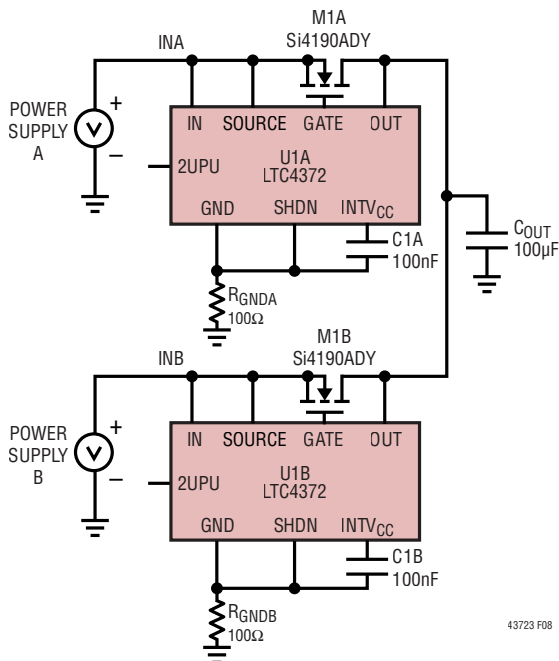 M1A
Si4190ADY
INA
POWER
SUPPLY
A
+
V
–
IN SOURCE GATE OUT
2UPU
U1A
LTC4372
GND SHDN INTVCC
C1A
100nF
COUT
100µF
RGNDA
100Ω
M1B
Si4190ADY
INB
POWER
SUPPLY
B
+
V
–
IN SOURCE GATE OUT
2UPU
U1B
LTC4372
GND SHDN INTVCC
C1B
100nF
RGNDB
100Ω
43723 F08